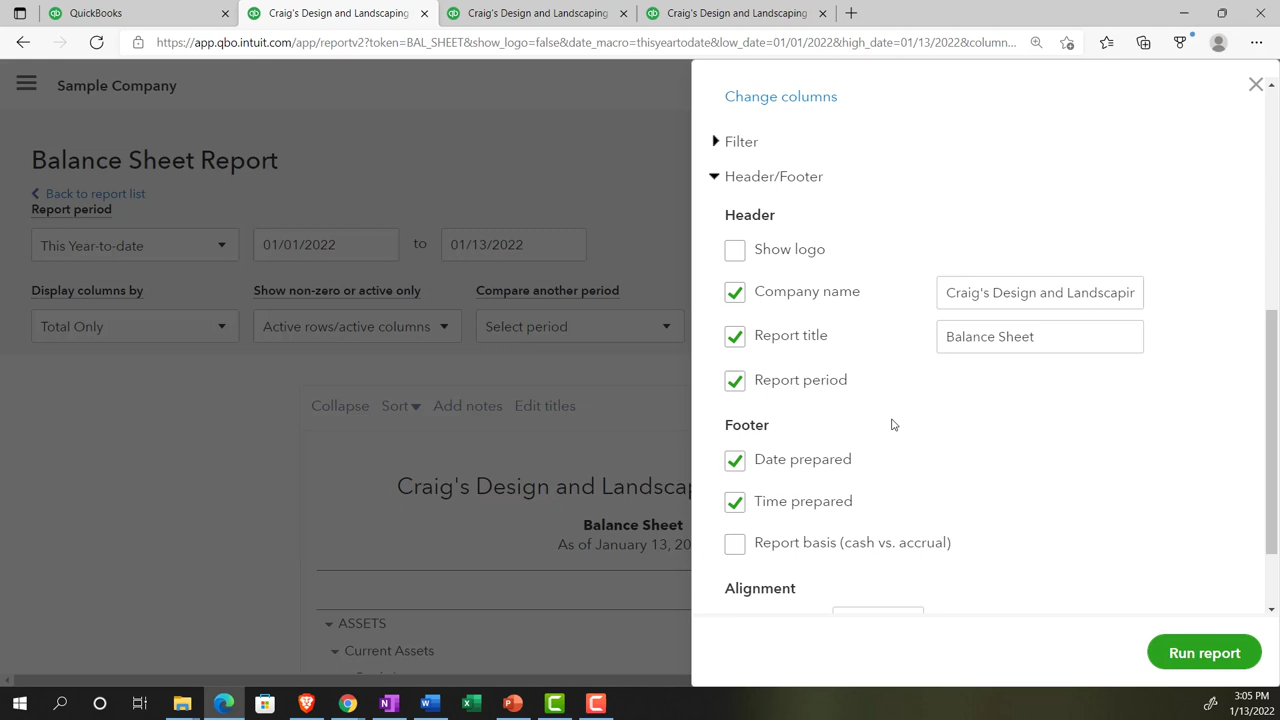 QuickBooks
Craig's Design and Landscaping
Craig's Design and Landscaping
Craig's Design and Landscaping
https://app.qbo.intuit.com/app/reportv2?token=BAL_SHEET&show_logo=false&date_macro=thisyeartodate&low_date=01/01/2022&high_date=01/13/2022&column...
Sample Company
Balance Sheet Report
Back to report list
Report period
This Year-to-date
01/01/2022
to
01/13/2022
Display columns by
Show non-zero or active only
Compare another period
Total Only
Active rows/active columns
Select period
Collapse
Sort
Add notes
Edit titles
Craig's Design and Landscap
Balance Sheet
As of January 13, 20
ASSETS
Current Assets
Change columns
Filter
Header/Footer
Header
Show logo
Company name
Craig's Design and Landscapir
Report title
Balance Sheet
Report period
Footer
Date prepared
Time prepared
Report basis (cash vs. accrual)
Alignment
Run report
3:05 PM
1/13/2022